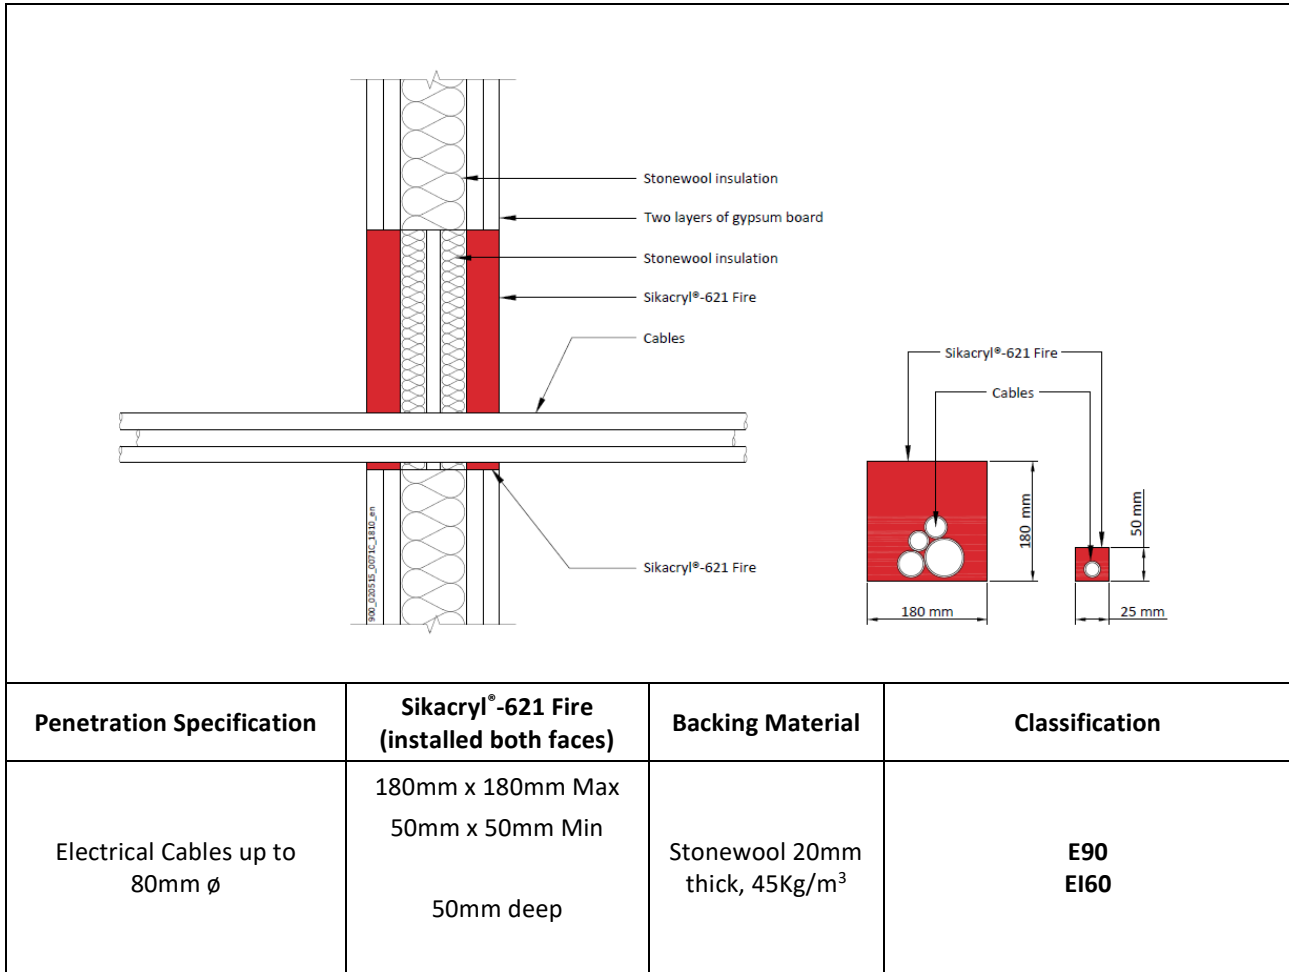 Stonewool insulation
Two layers of gypsum board
Stonewool insulation
Sikacryl®-621 Fire
Cables
Sikacryl®-621 Fire
900_020515_0071C_1810_en
Sikacryl®-621 Fire
Cables
180 mm
50 mm
180 mm
25 mm
Penetration Specification
Sikacryl®-621 Fire
(installed both faces)
Backing Material
Classification
Electrical Cables up to
80mm ø
180mm x 180mm Max
50mm x 50mm Min
50mm deep
Stonewool 20mm
thick, 45Kg/m³
E90
EI60